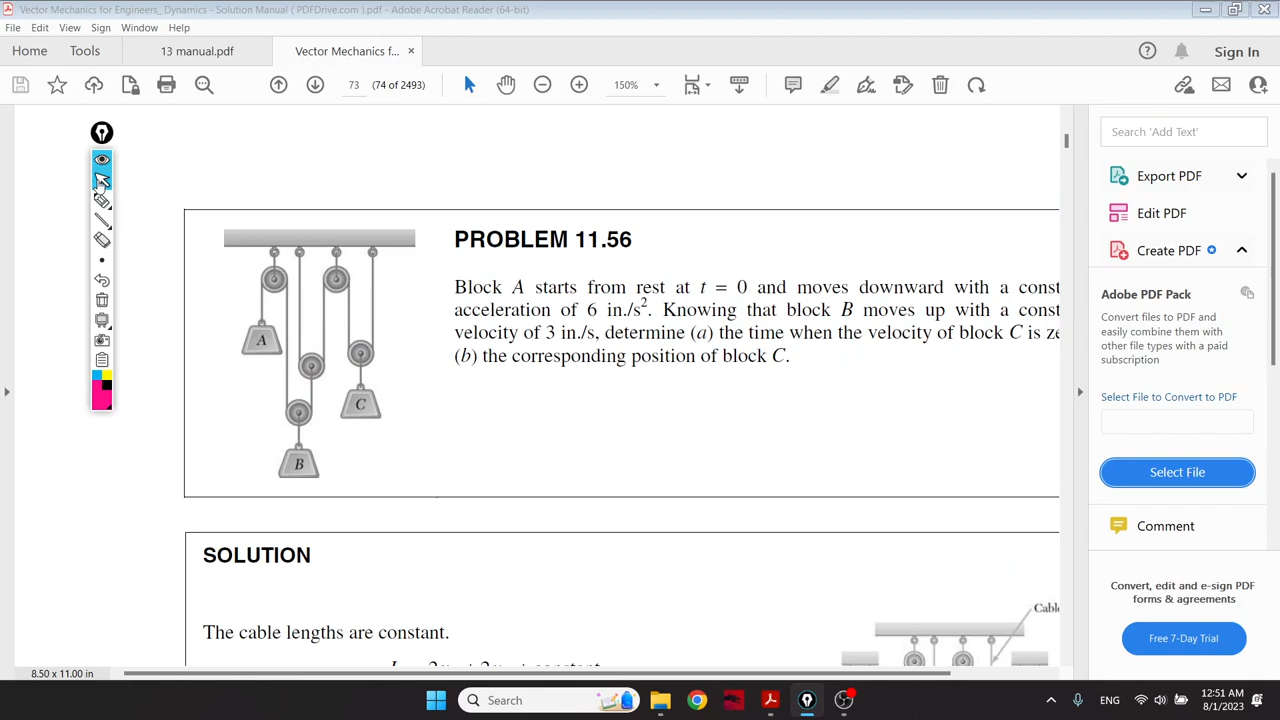 Vector Mechanics for Engineers_ Dynamics - Solution Manual ( PDFDrive.com ).pdf - Adobe Acrobat Reader (64-bit)
File Edit View Sign Window Help
Home Tools 13 manual.pdf Vector Mechanics f... × Sign In
73 (74 of 2493) 150%
Search 'Add Text'
Export PDF
Edit PDF
Create PDF
Adobe PDF Pack
Convert files to PDF and
easily combine them with
other file types with a paid
subscription
Select File to Convert to PDF
Select File
Comment
Convert, edit and e-sign PDF
forms & agreements
Free 7-Day Trial
PROBLEM 11.56
Block A starts from rest at t = 0 and moves downward with a const
acceleration of 6 in./s². Knowing that block B moves up with a const
velocity of 3 in./s, determine (a) the time when the velocity of block C is ze
(b) the corresponding position of block C.
A
C
B
SOLUTION
The cable lengths are constant.
Cable
constant
8.50 x 11.00 in
Search
ENG
12:51 AM
8/1/2023